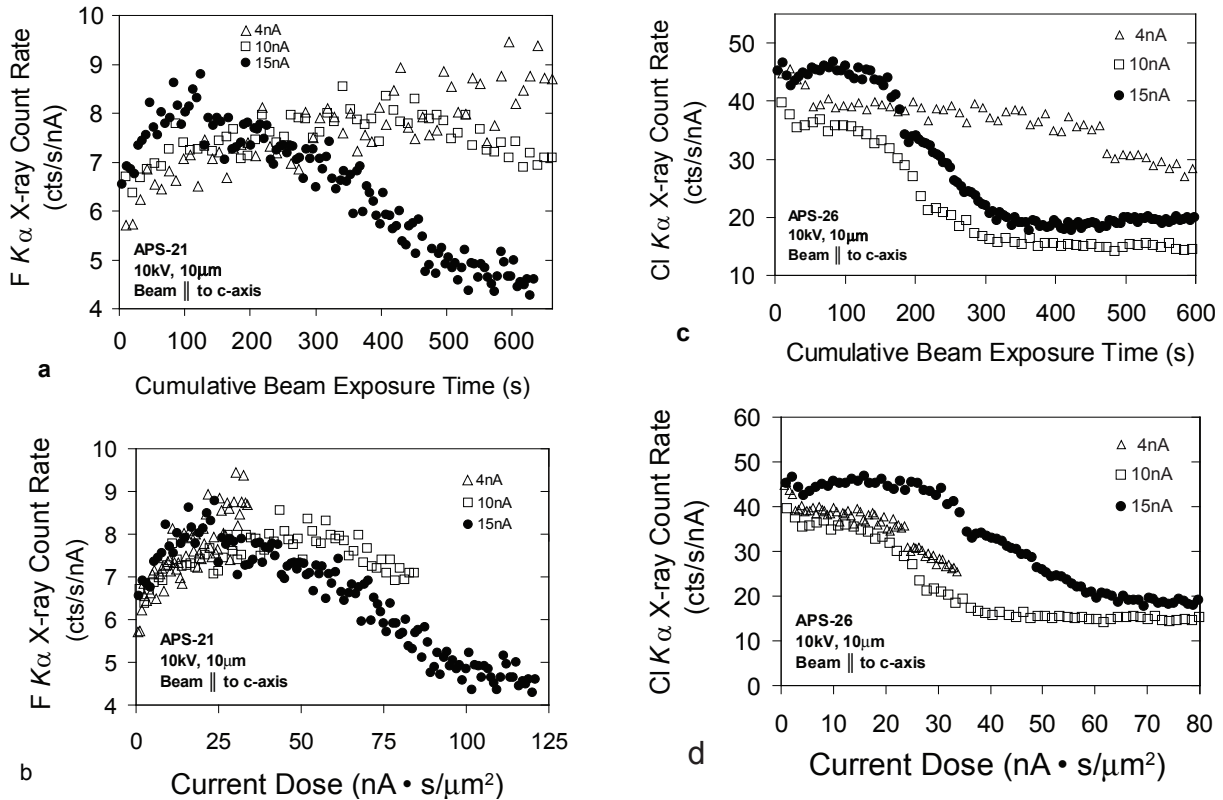 F Kα X-ray Count Rate
(cts/s/nA)
10
9
8
7
6
5
4
4nA
10nA
15nA
APS-21
10kV, 10μm
Beam || to c-axis
0 100 200 300 400 500 600
a
Cumulative Beam Exposure Time (s)
Cl Kα X-ray Count Rate
(cts/s/nA)
50
40
30
20
10
4nA
10nA
15nA
APS-26
10kV, 10μm
Beam || to c-axis
0 100 200 300 400 500 600
c
Cumulative Beam Exposure Time (s)
F Kα X-ray Count Rate
(cts/s/nA)
10
9
8
7
6
5
4
4nA
10nA
15nA
APS-21
10kV, 10μm
Beam || to c-axis
0 25 50 75 100 125
b
Current Dose (nA • s/μm²)
Cl Kα X-ray Count Rate
(cts/s/nA)
60
50
40
30
20
10
0
4nA
10nA
15nA
APS-26
10kV, 10μm
Beam || to c-axis
0 10 20 30 40 50 60 70 80
d
Current Dose (nA • s/μm²)